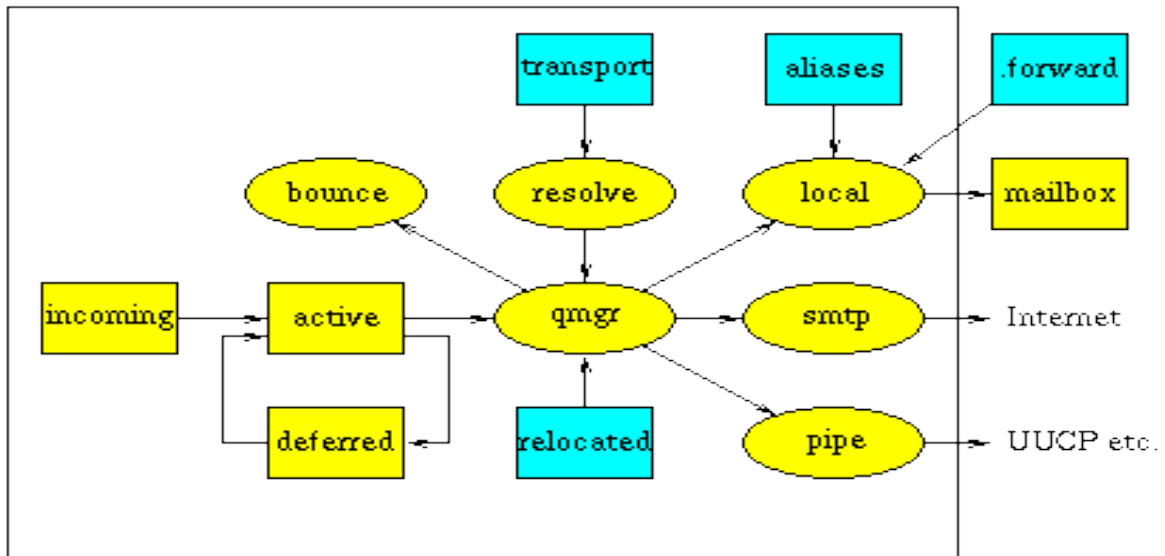 transport
aliases
.forward
bounce
resolve
local
mailbox
incoming
active
qmgr
smtp
Internet
deferred
relocated
pipe
UUCP etc.